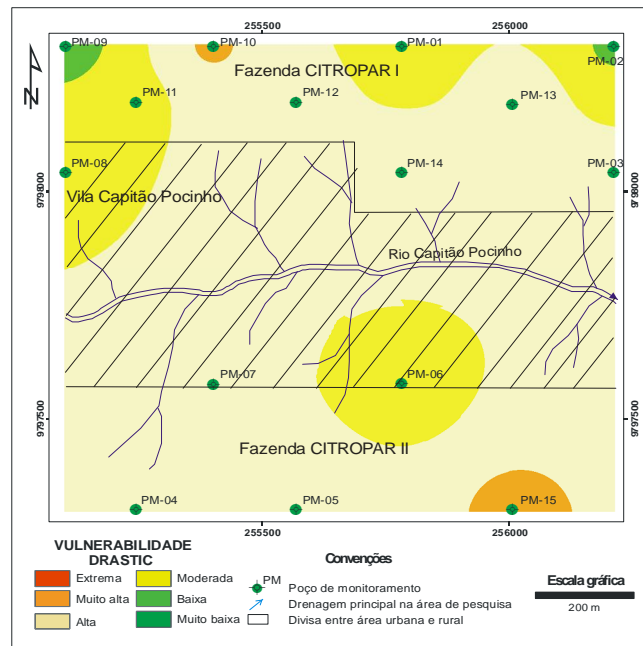 255500 256000
PM-09 PM-10 PM-01 PM-02
Fazenda CITROPAR I
PM-11 PM-12 PM-13
N
PM-08 PM-14 PM-03
9798000 9798000
Vila Capitão Pocinho
Rio Capitão Pocinho
PM-07 PM-06
9797500 9797500
Fazenda CITROPAR II
PM-15
PM-04 PM-05
255500 256000
VULNERABILIDADE
DRASTIC
Extrema Moderada
Muito alta Baixa
Alta Muito baixa
Convenções
PM
Poço de monitoramento
Drenagem principal na área de pesquisa
Divisa entre área urbana e rural
Escala gráfica
200 m